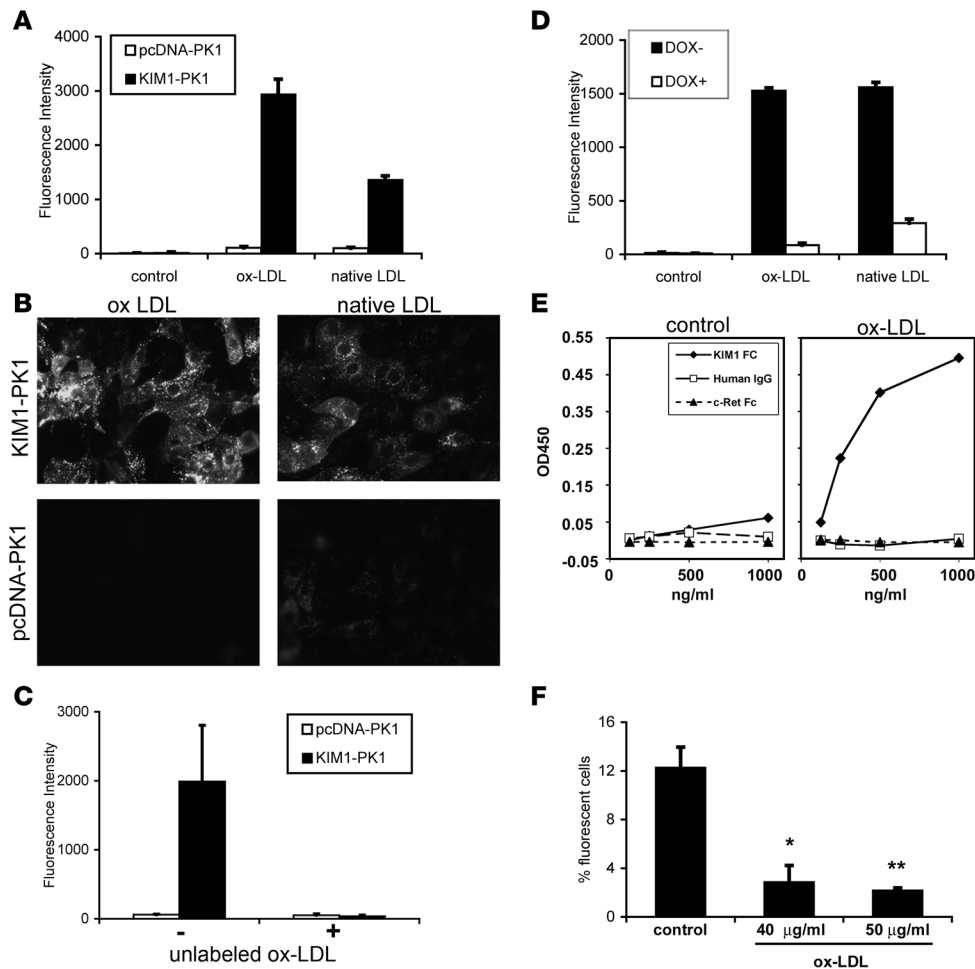 A
4000
3000
2000
1000
0
Fluorescence Intensity
pcDNA-PK1
KIM1-PK1
control
ox-LDL
native LDL
B
ox LDL
native LDL
KIM1-PK1
pcDNA-PK1
C
3000
2000
1000
0
Fluorescence Intensity
pcDNA-PK1
KIM1-PK1
-
+
unlabeled ox-LDL
D
2000
1500
1000
500
0
Fluorescence Intensity
DOX-
DOX+
control
ox-LDL
native LDL
E
control
ox-LDL
0.55
0.45
0.35
0.25
0.15
0.05
-0.05
OD450
KIM1 FC
Human IgG
c-Ret Fc
0
500
1000
ng/ml
0
500
1000
ng/ml
F
16
12
8
4
0
% fluorescent cells
*
**
control
40 µg/ml
50 µg/ml
ox-LDL